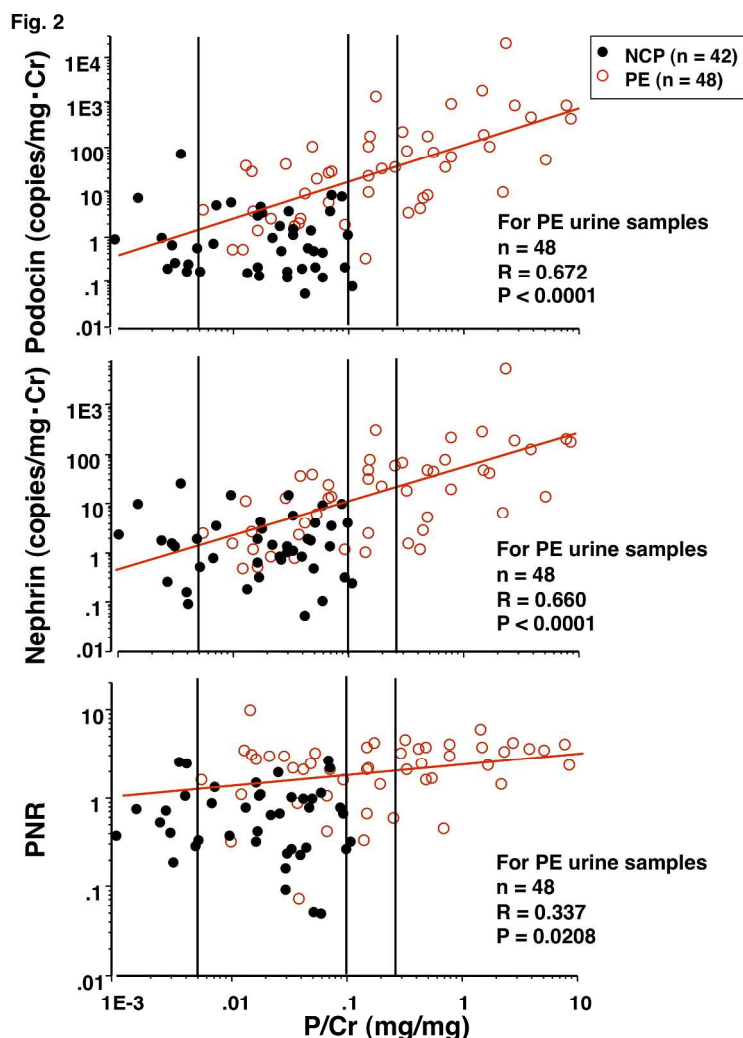 Fig. 2
NCP (n = 42)
PE (n = 48)
Podocin (copies/mg·Cr)
1E4
1E3
100
10
1
.1
.01
For PE urine samples
n = 48
R = 0.672
P < 0.0001
Nephrin (copies/mg·Cr)
1E3
100
10
1
.1
.01
For PE urine samples
n = 48
R = 0.660
P < 0.0001
PNR
10
1
.1
.01
For PE urine samples
n = 48
R = 0.337
P = 0.0208
1E-3 .01 .1 1 10
P/Cr (mg/mg)